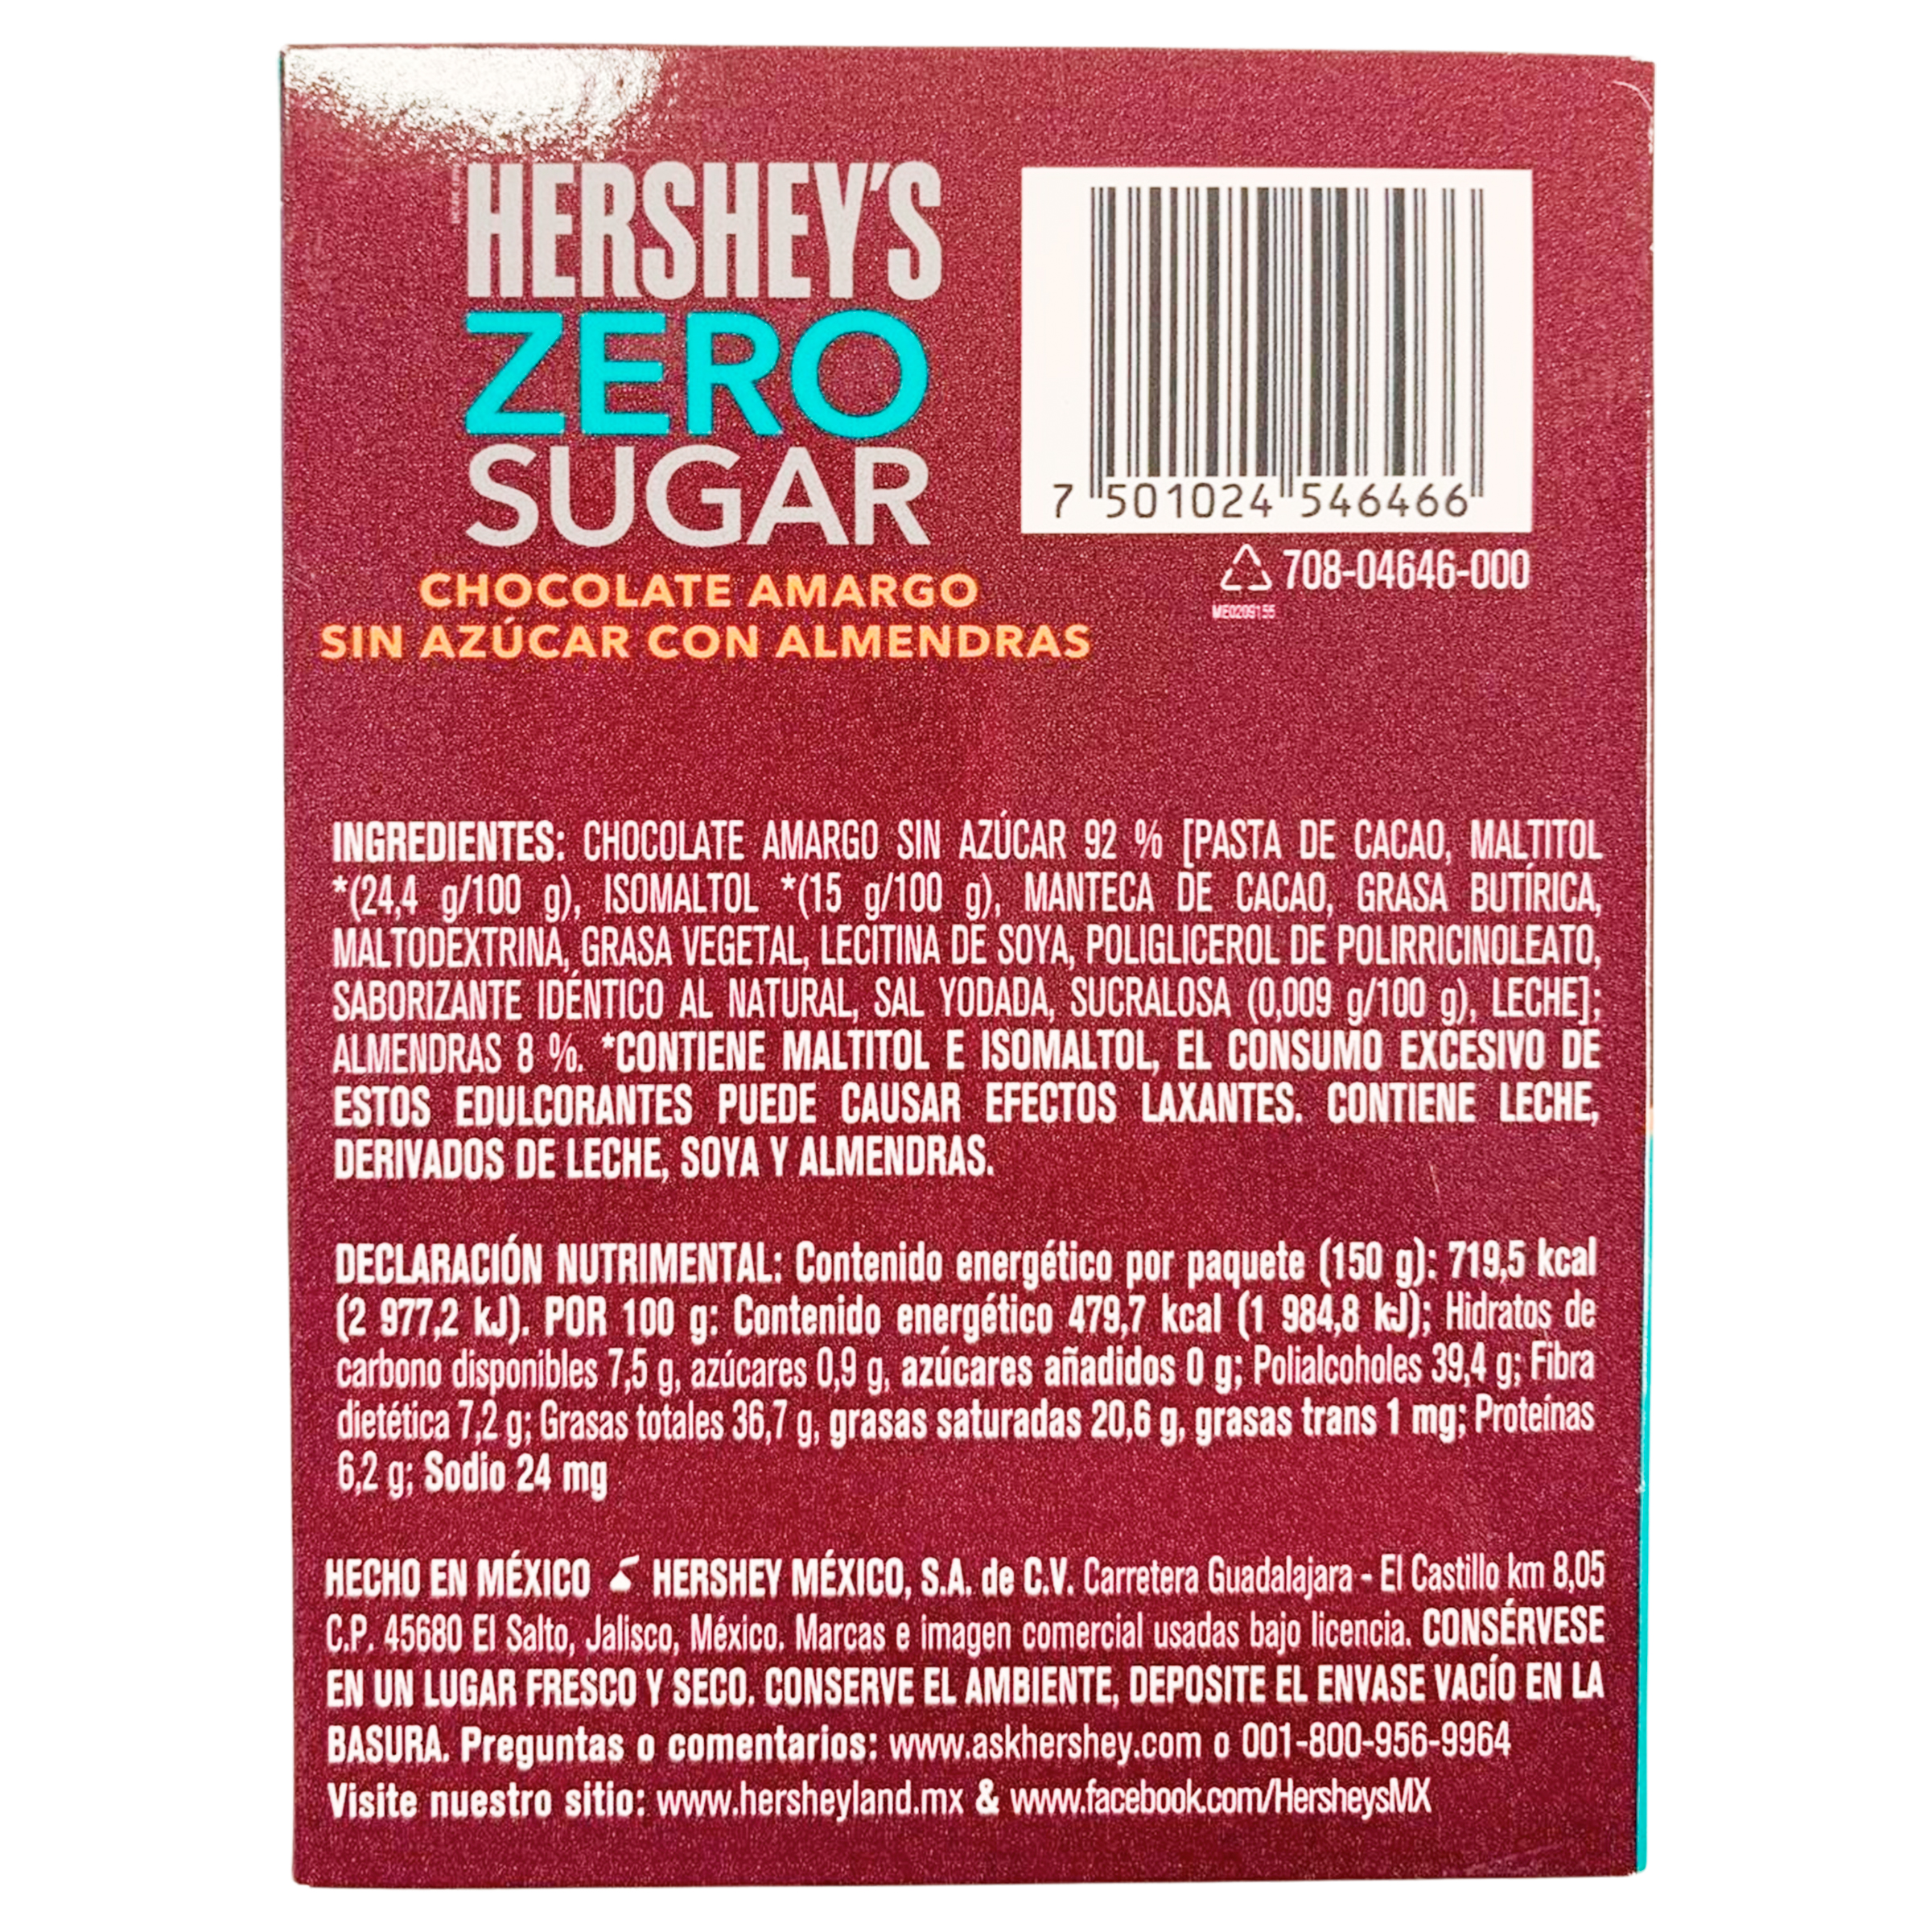 HERSHEY'S
ZERO
SUGAR
CHOCOLATE AMARGO
SIN AZÚCAR CON ALMENDRAS
7 501024 546466
708-04646-000
ME0209155
INGREDIENTES: CHOCOLATE AMARGO SIN AZÚCAR 92 % [PASTA DE CACAO, MALTITOL
*(24,4 g/100 g), ISOMALTOL *(15 g/100 g), MANTECA DE CACAO, GRASA BUTÍRICA,
MALTODEXTRINA, GRASA VEGETAL, LECITINA DE SOYA, POLIGLICEROL DE POLIRRICINOLEATO,
SABORIZANTE IDÉNTICO AL NATURAL, SAL YODADA, SUCRALOSA (0,009 g/100 g), LECHE];
ALMENDRAS 8 %. *CONTIENE MALTITOL E ISOMALTOL, EL CONSUMO EXCESIVO DE
ESTOS EDULCORANTES PUEDE CAUSAR EFECTOS LAXANTES. CONTIENE LECHE,
DERIVADOS DE LECHE, SOYA Y ALMENDRAS.
DECLARACIÓN NUTRIMENTAL: Contenido energético por paquete (150 g): 719,5 kcal
(2 977,2 kJ). POR 100 g: Contenido energético 479,7 kcal (1 984,8 kJ); Hidratos de
carbono disponibles 7,5 g, azúcares 0,9 g, azúcares añadidos 0 g; Polialcoholes 39,4 g; Fibra
dietética 7,2 g; Grasas totales 36,7 g, grasas saturadas 20,6 g, grasas trans 1 mg; Proteínas
6,2 g; Sodio 24 mg
HECHO EN MÉXICO HERSHEY MÉXICO, S.A. de C.V. Carretera Guadalajara - El Castillo km 8,05
C.P. 45680 El Salto, Jalisco, México. Marcas e imagen comercial usadas bajo licencia. CONSÉRVESE
EN UN LUGAR FRESCO Y SECO. CONSERVE EL AMBIENTE, DEPOSITE EL ENVASE VACÍO EN LA
BASURA. Preguntas o comentarios: www.askhershey.com o 001-800-956-9964
Visite nuestro sitio: www.hersheyland.mx & www.facebook.com/HersheysMX